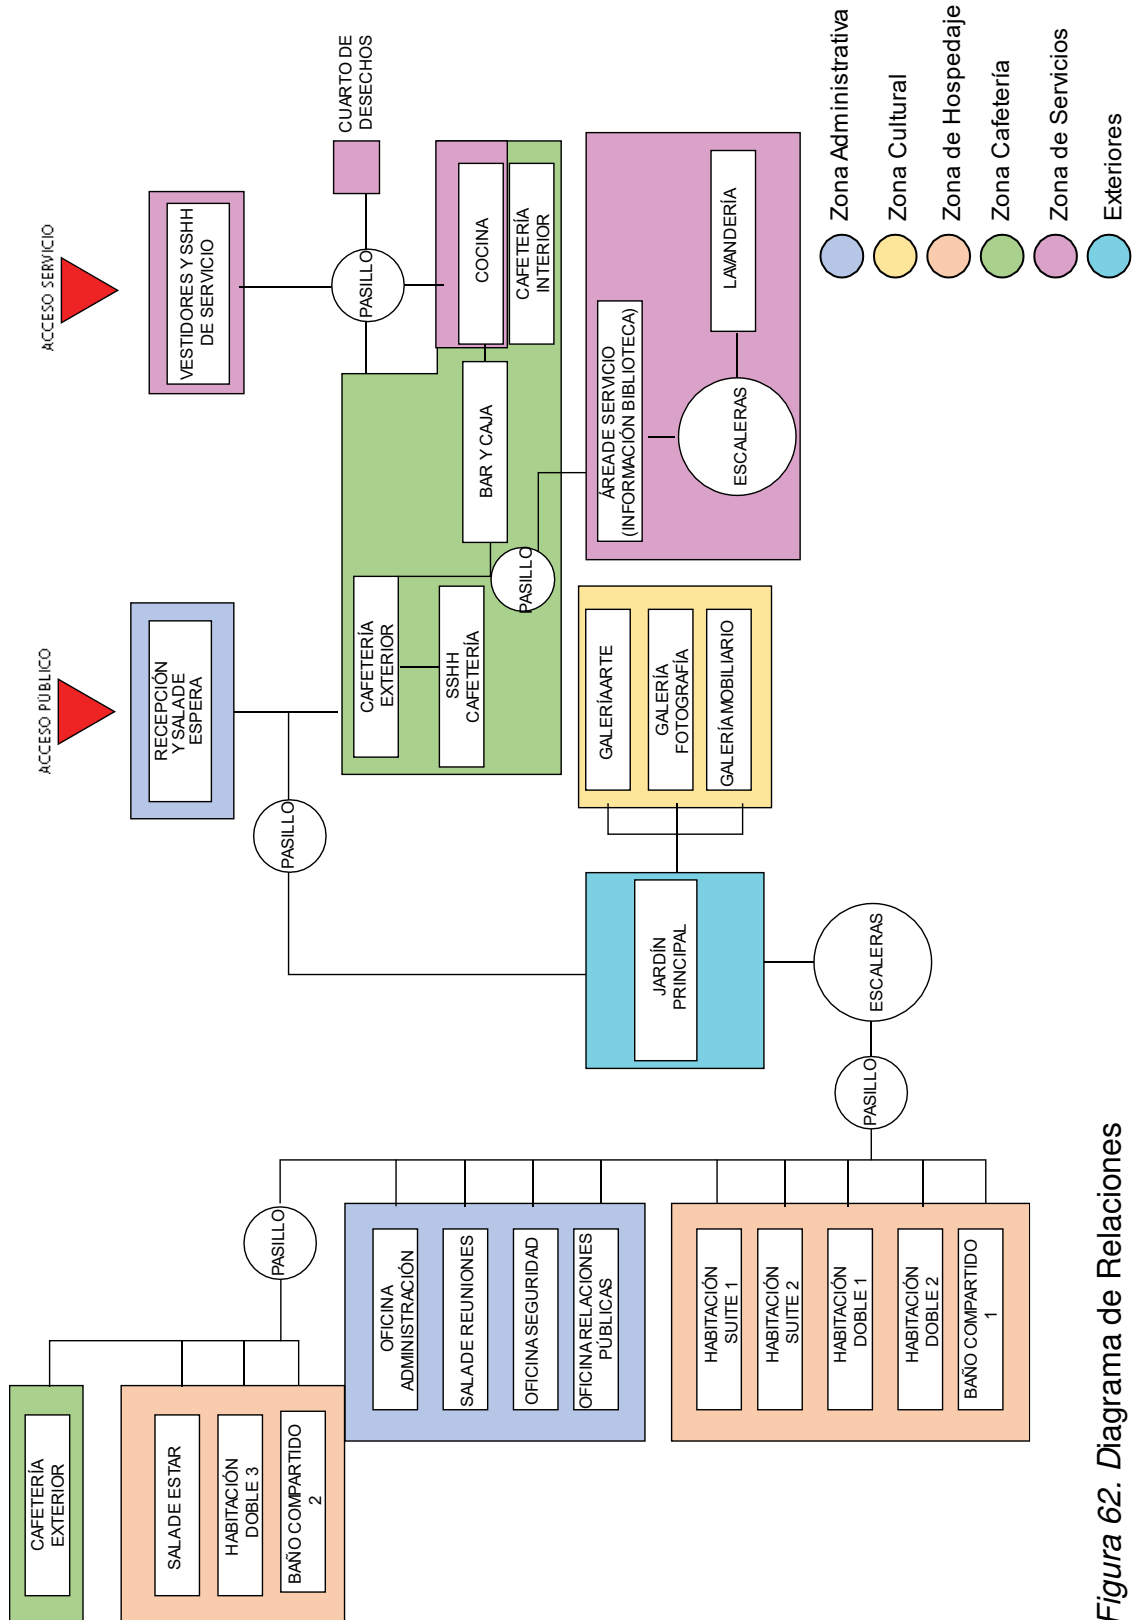 ACCESO PÚBLICO
ACCESO SERVICIO
CAFETERÍA
EXTERIOR
SALA DE ESTAR
HABITACIÓN
DOBLE 3
BAÑO COMPARTIDO
2
PASILLO
OFICINA
ADMINISTRACIÓN
SALA DE REUNIONES
OFICINA SEGURIDAD
OFICINA RELACIONES
PÚBLICAS
HABITACIÓN
SUITE 1
HABITACIÓN
SUITE 2
HABITACIÓN
DOBLE 1
HABITACIÓN
DOBLE 2
BAÑO COMPARTIDO
1
PASILLO
ESCALERAS
JARDÍN
PRINCIPAL
RECEPCIÓN
Y SALA DE
ESPERA
PASILLO
GALERÍA ARTE
GALERÍA
FOTOGRAFÍA
GALERÍA MOBILIARIO
CAFETERÍA
EXTERIOR
SSHH
CAFETERÍA
PASILLO
BAR Y CAJA
COCINA
CAFETERÍA
INTERIOR
VESTIDORES Y SSHH
DE SERVICIO
PASILLO
CUARTO DE
DESECHOS
ÁREA DE SERVICIO
(INFORMACIÓN BIBLIOTECA)
ESCALERAS
LAVANDERÍA
Zona Administrativa
Zona Cultural
Zona de Hospedaje
Zona Cafetería
Zona de Servicios
Exteriores
Figura 62. Diagrama de Relaciones